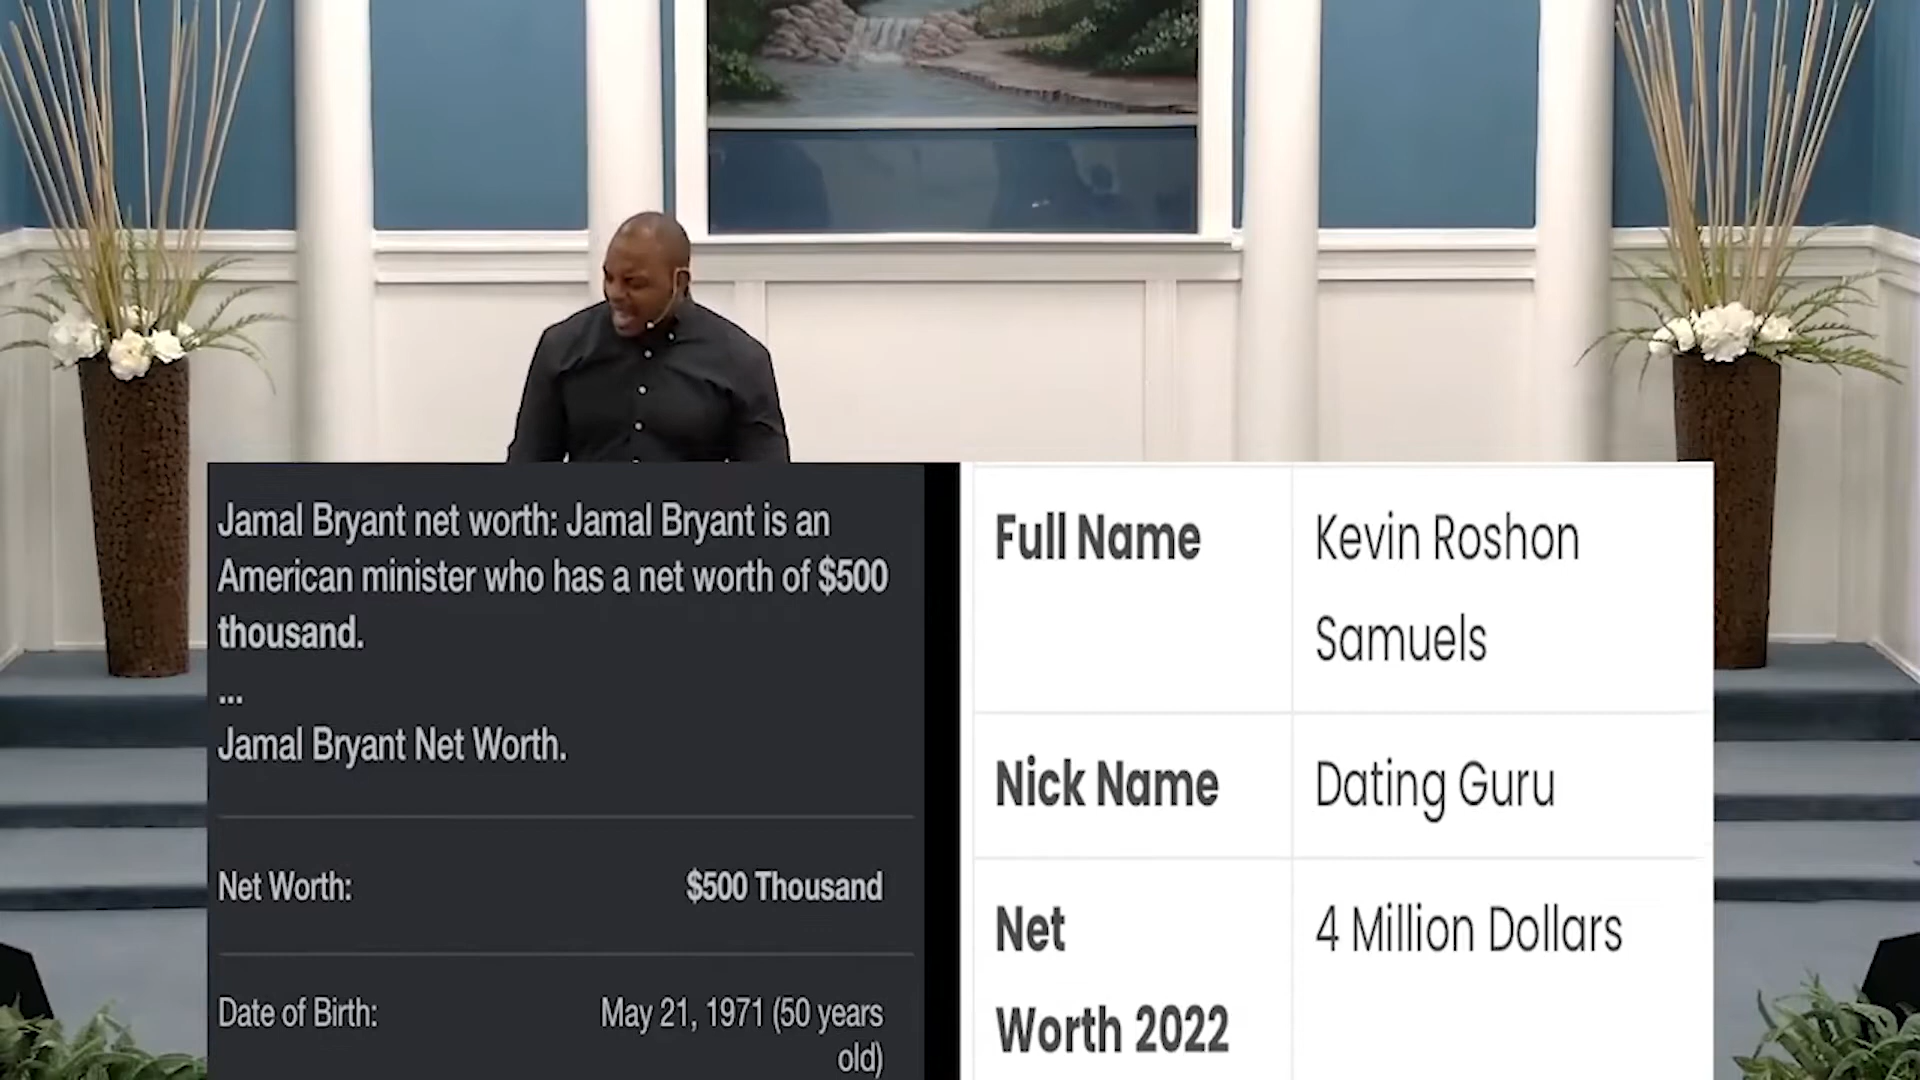 Jamal Bryant net worth: Jamal Bryant is an
American minister who has a net worth of $500
thousand.
...
Jamal Bryant Net Worth.
Net Worth: $500 Thousand
Date of Birth: May 21, 1971 (50 years
old)
Full Name Kevin Roshon
Samuels
Nick Name Dating Guru
Net 4 Million Dollars
Worth 2022